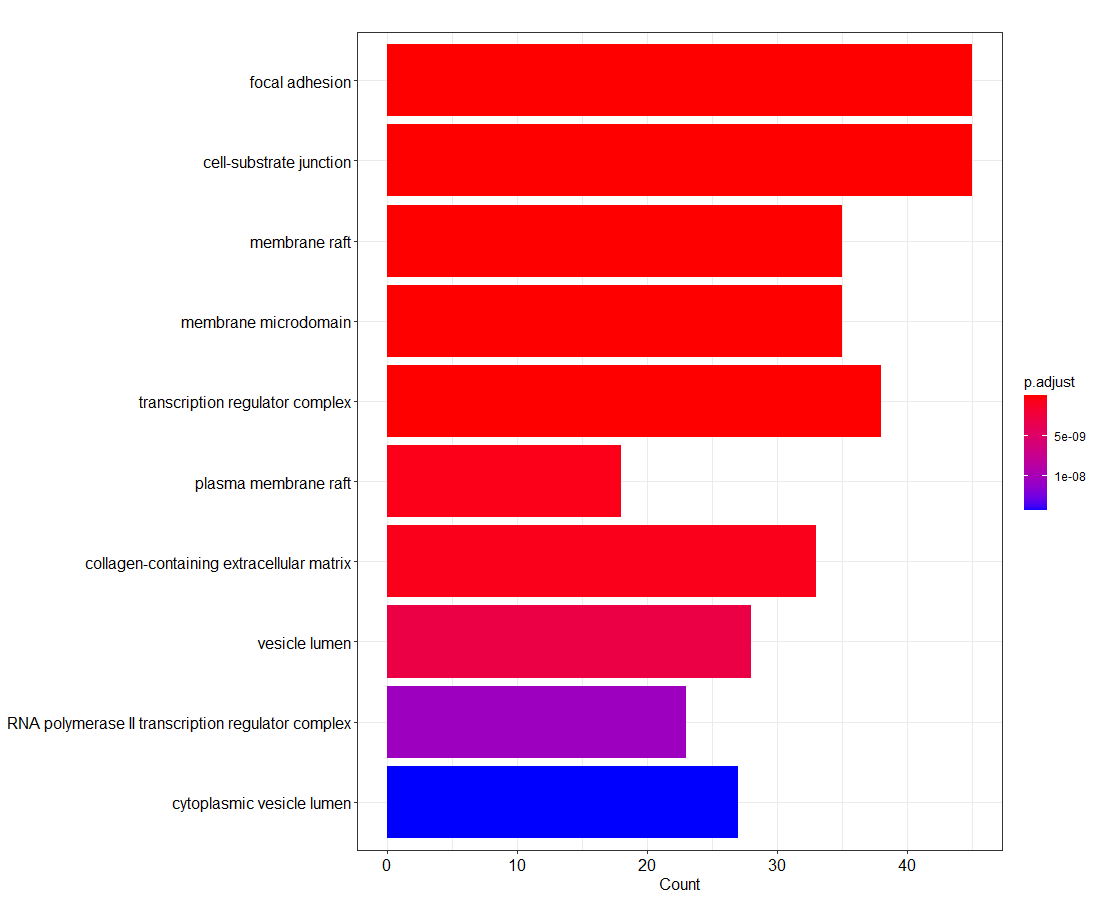 focal adhesion
cell-substrate junction
membrane raft
membrane microdomain
transcription regulator complex
plasma membrane raft
collagen-containing extracellular matrix
vesicle lumen
RNA polymerase II transcription regulator complex
cytoplasmic vesicle lumen
0 10 20 30 40
Count
p.adjust
5e-09
1e-08